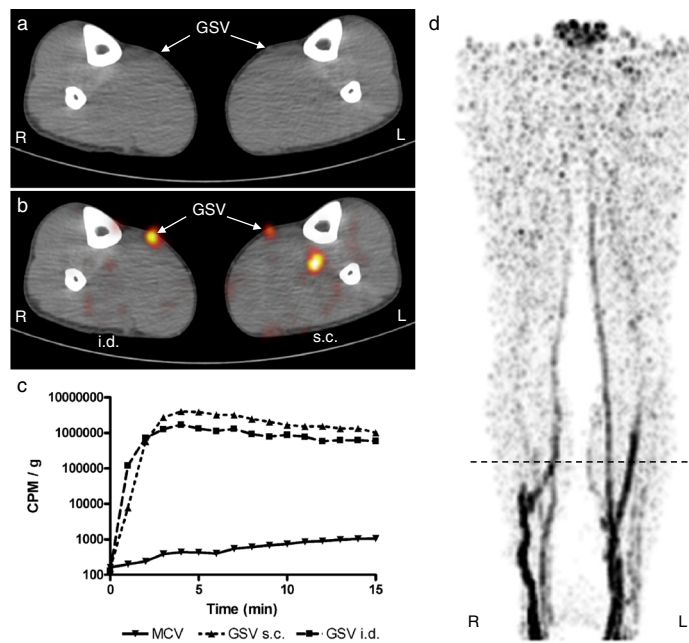 a
GSV
R
L
b
GSV
R
L
i.d.
s.c.
c
10000000
1000000
100000
10000
1000
100
CPM / g
0
5
10
15
Time (min)
MCV
GSV s.c.
GSV i.d.
d
R
L